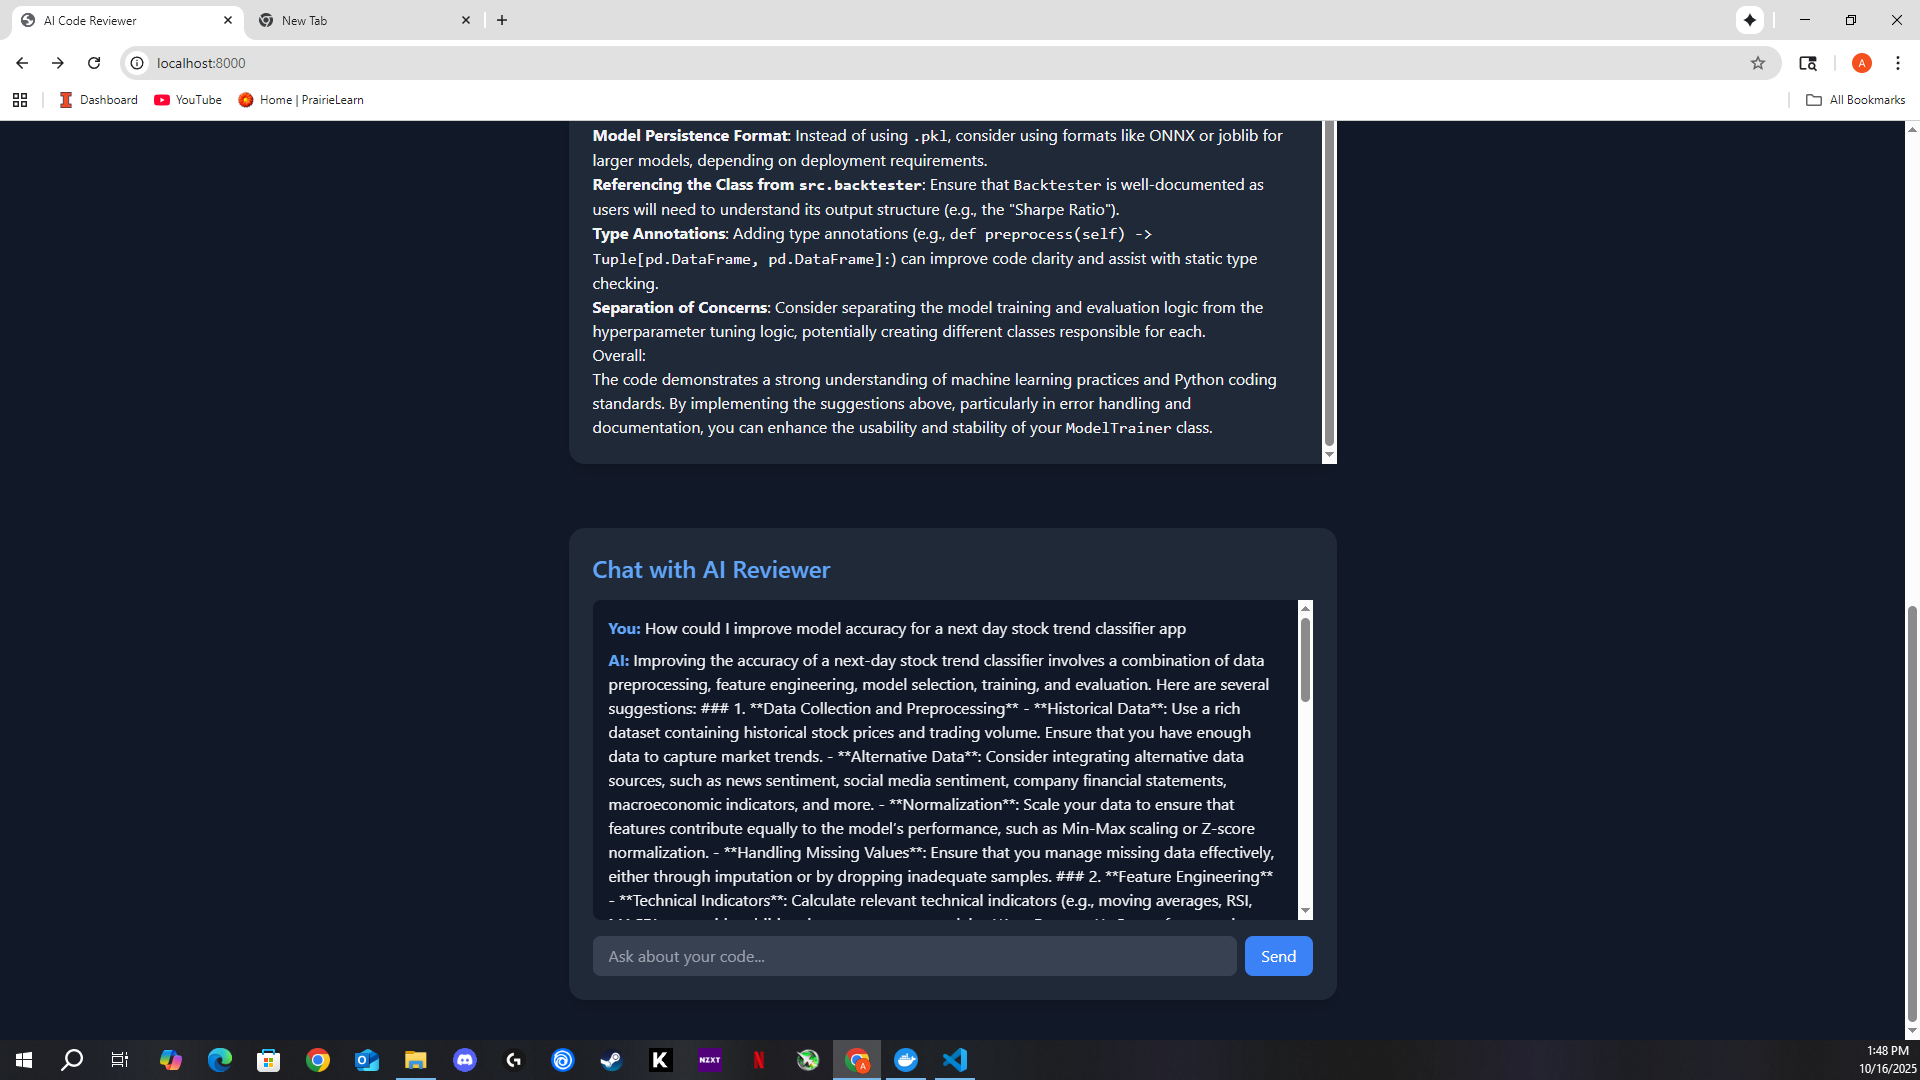 AI Code Reviewer
New Tab
localhost:8000
A
Dashboard
YouTube
Home | PrairieLearn
All Bookmarks
Model Persistence Format: Instead of using .pkl, consider using formats like ONNX or joblib for
larger models, depending on deployment requirements.
Referencing the Class from src.backtester: Ensure that Backtester is well-documented as
users will need to understand its output structure (e.g., the "Sharpe Ratio").
Type Annotations: Adding type annotations (e.g., def preprocess(self) ->
Tuple[pd.DataFrame, pd.DataFrame]:) can improve code clarity and assist with static type
checking.
Separation of Concerns: Consider separating the model training and evaluation logic from the
hyperparameter tuning logic, potentially creating different classes responsible for each.
Overall:
The code demonstrates a strong understanding of machine learning practices and Python coding
standards. By implementing the suggestions above, particularly in error handling and
documentation, you can enhance the usability and stability of your ModelTrainer class.
Chat with AI Reviewer
You: How could I improve model accuracy for a next day stock trend classifier app
AI: Improving the accuracy of a next-day stock trend classifier involves a combination of data
preprocessing, feature engineering, model selection, training, and evaluation. Here are several
suggestions: ### 1. **Data Collection and Preprocessing** - **Historical Data**: Use a rich
dataset containing historical stock prices and trading volume. Ensure that you have enough
data to capture market trends. - **Alternative Data**: Consider integrating alternative data
sources, such as news sentiment, social media sentiment, company financial statements,
macroeconomic indicators, and more. - **Normalization**: Scale your data to ensure that
features contribute equally to the model’s performance, such as Min-Max scaling or Z-score
normalization. - **Handling Missing Values**: Ensure that you manage missing data effectively,
either through imputation or by dropping inadequate samples. ### 2. **Feature Engineering**
- **Technical Indicators**: Calculate relevant technical indicators (e.g., moving averages, RSI,
Ask about your code...
Send
NZXT
1:48 PM
10/16/2025